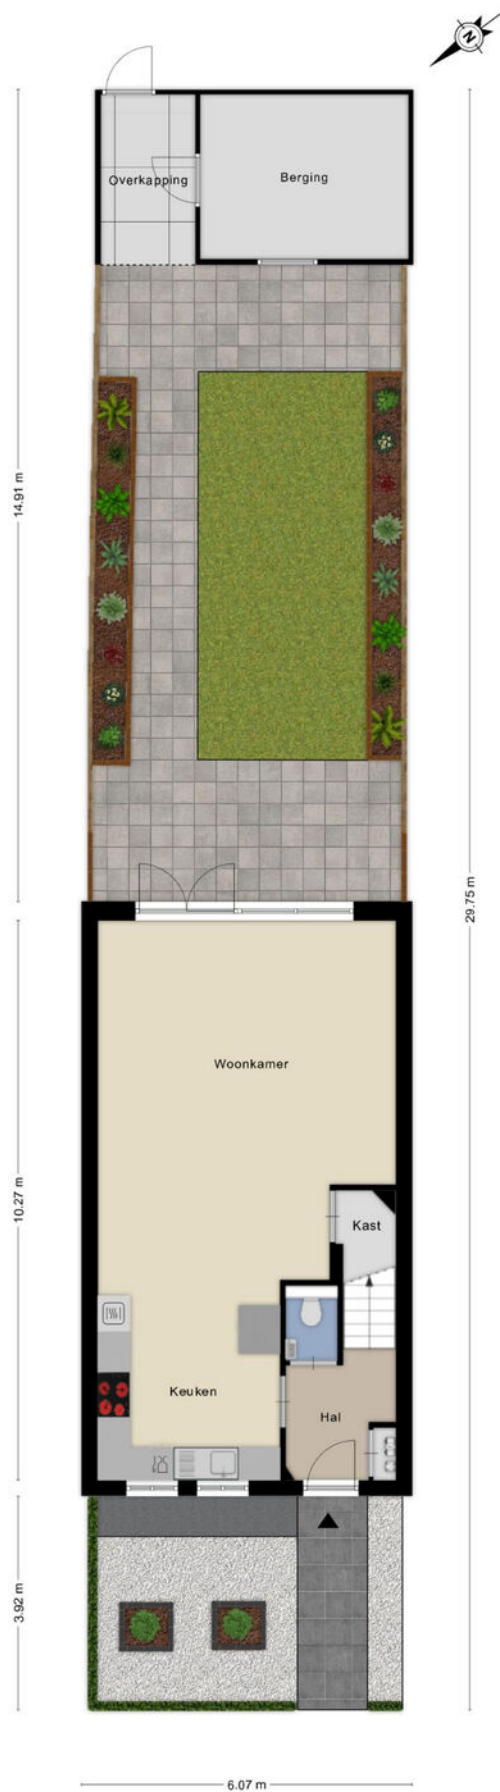 N
Overkapping
Berging
14.91 m
29.75 m
Woonkamer
10.27 m
Kast
Keuken
Hal
3.92 m
6.07 m